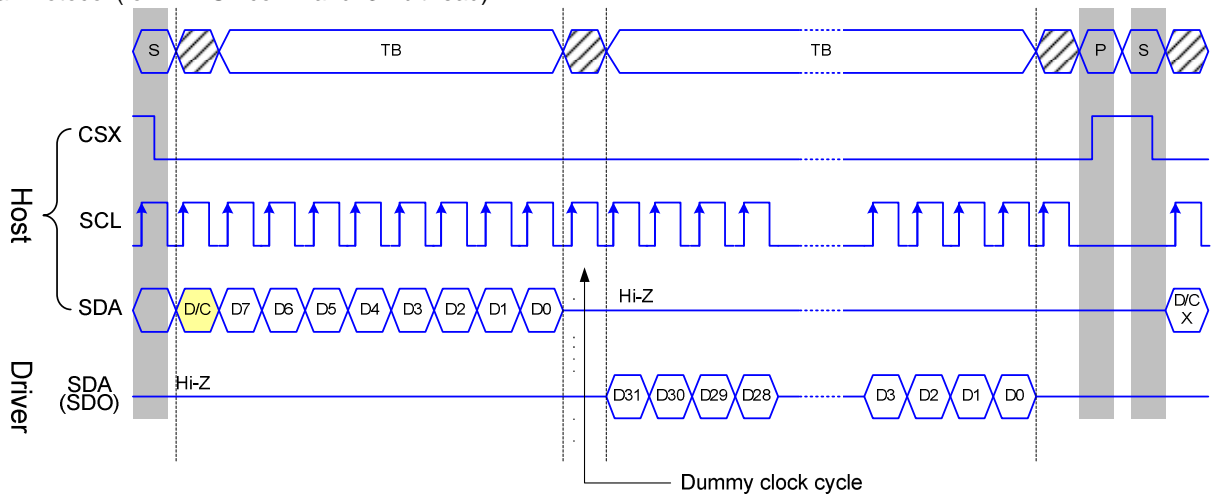 S TB TB P S
CSX
Host
SCL
SDA D/C D7 D6 D5 D4 D3 D2 D1 D0 Hi-Z D/C X
Driver
SDA (SDO) Hi-Z D31 D30 D29 D28 D3 D2 D1 D0
Dummy clock cycle